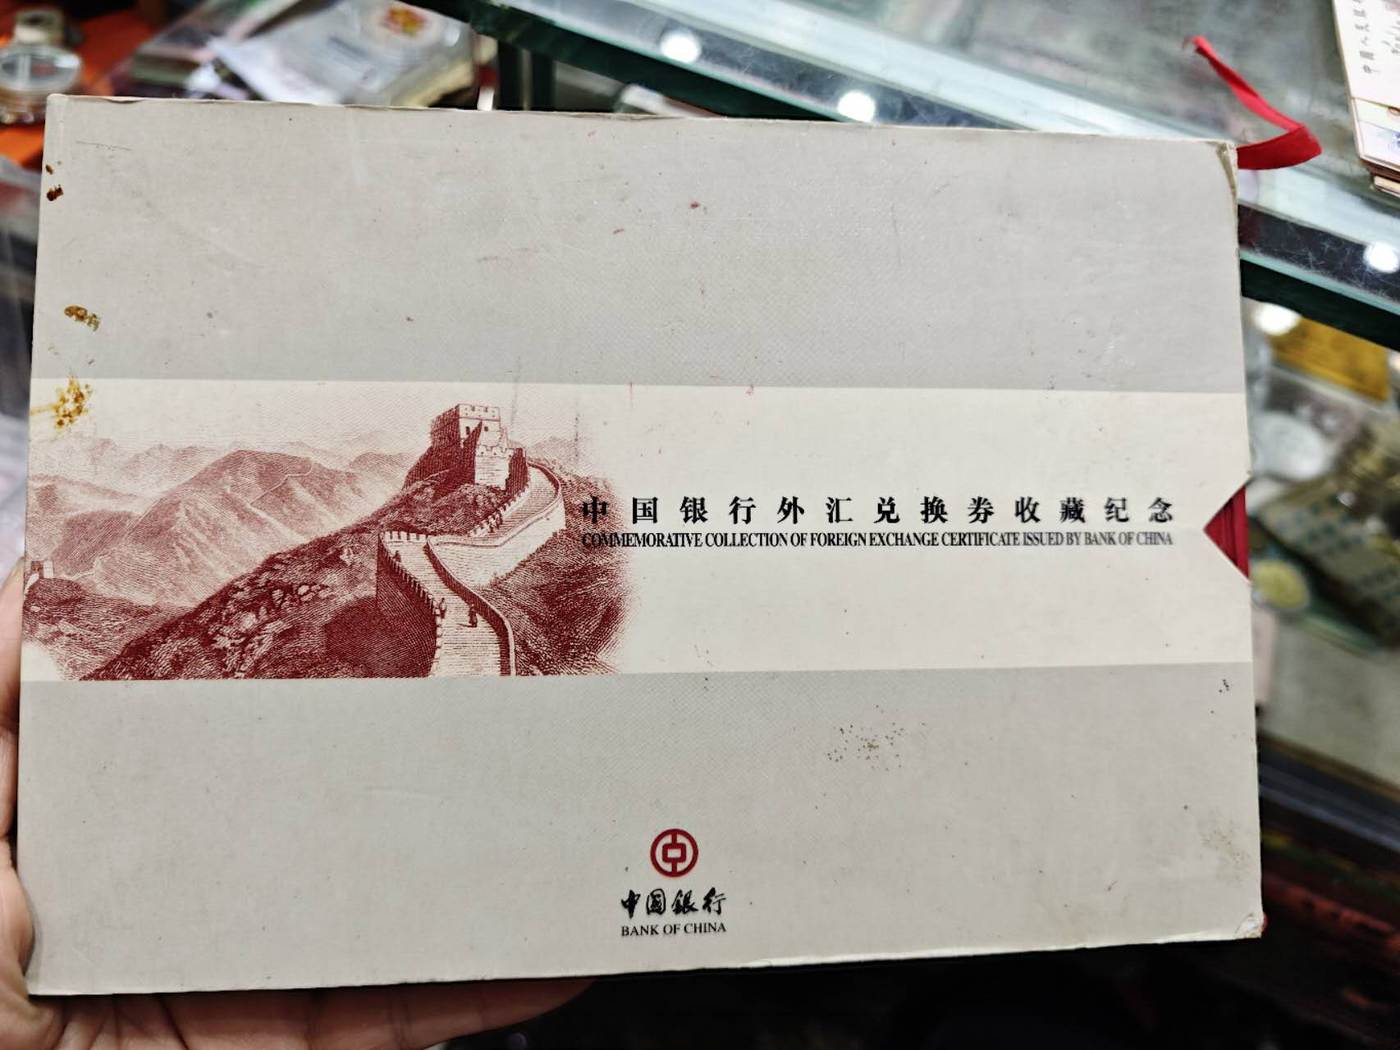 中国银行外汇兑换券收藏纪念
COMMEMORATIVE COLLECTION OF FOREIGN EXCHANGE CERTIFICATE ISSUED BY BANK OF CHINA
中国银行
BANK OF CHINA